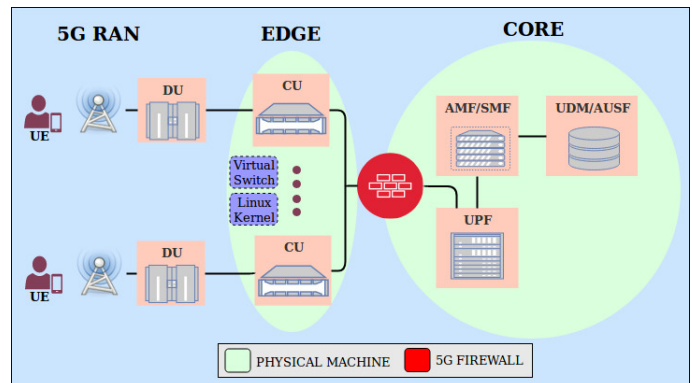 5G RAN
EDGE
CORE
UE
DU
CU
AMF/SMF
UDM/AUSF
Virtual
Switch
Linux
Kernel
UPF
UE
DU
CU
PHYSICAL MACHINE
5G FIREWALL